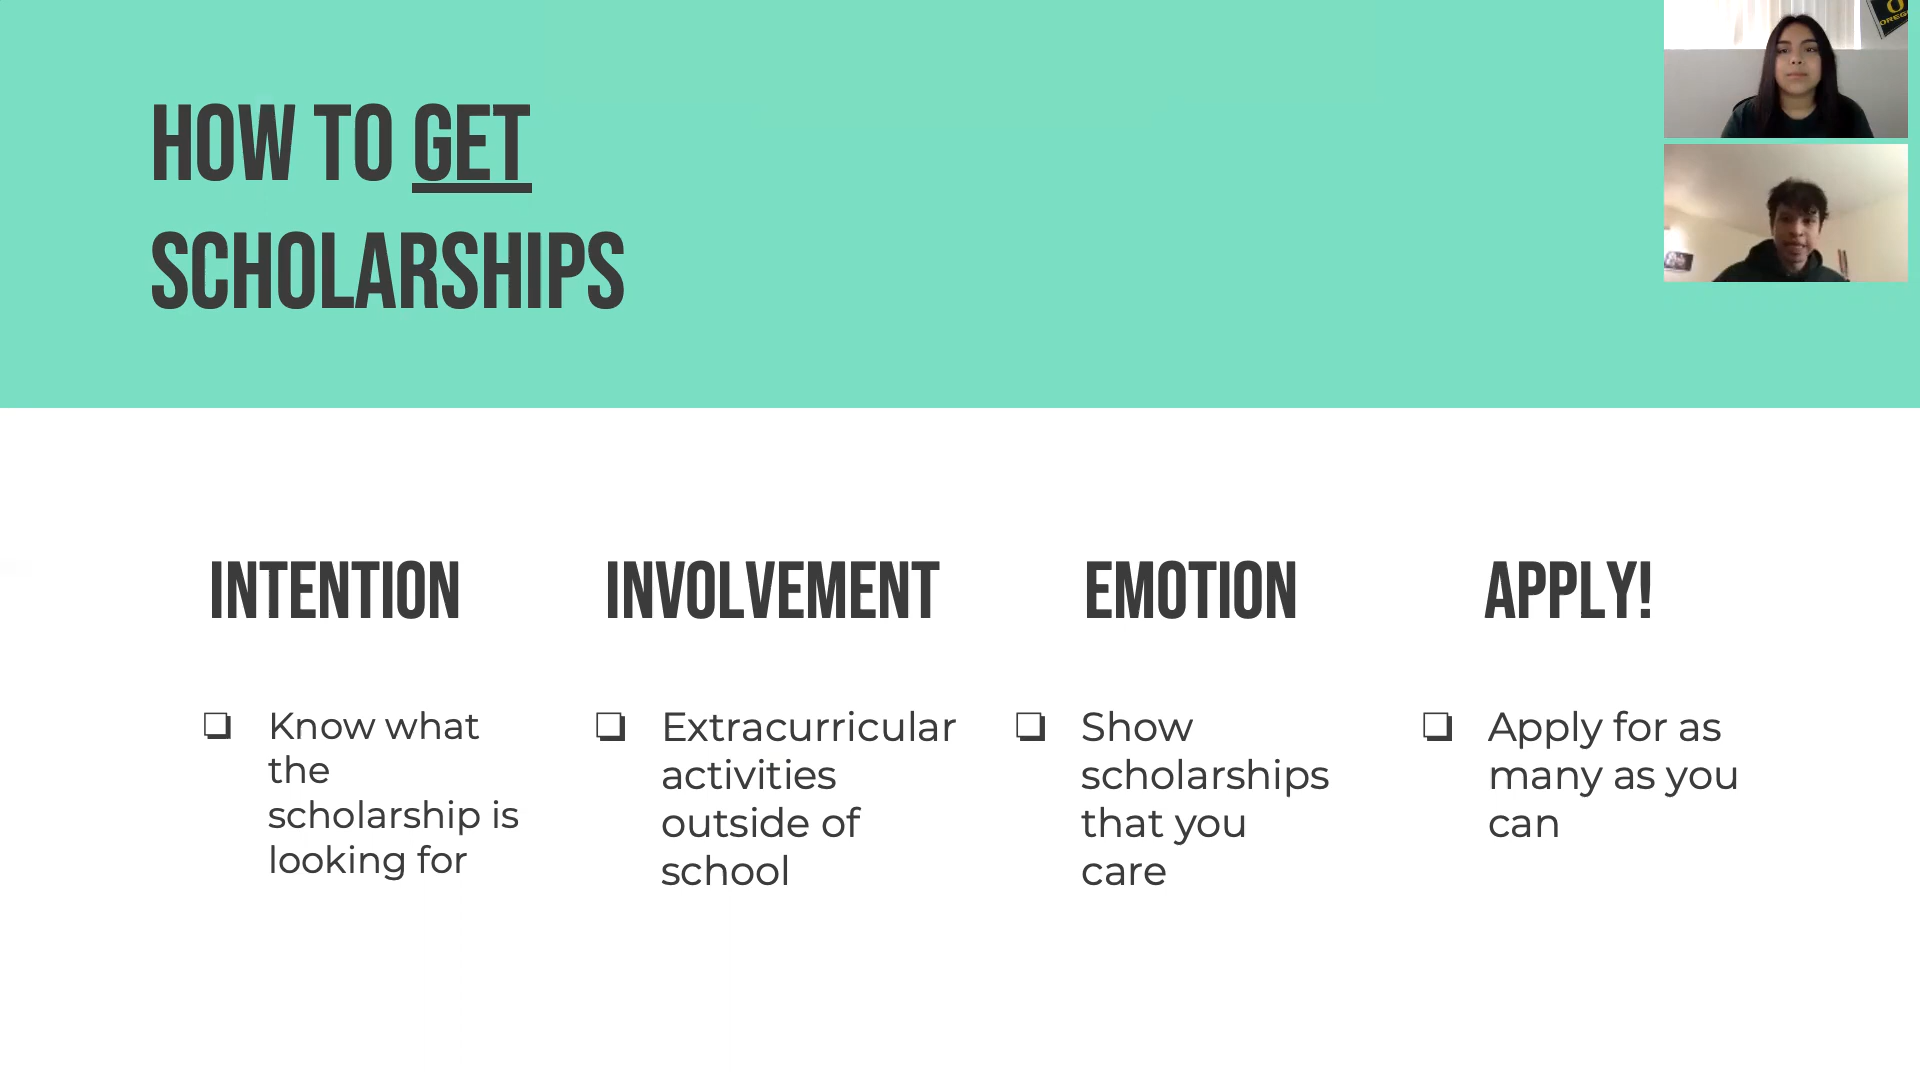 HOW TO GET
SCHOLARSHIPS
INTENTION
❏ Know what
the
scholarship is
looking for
INVOLVEMENT
❏ Extracurricular
activities
outside of
school
EMOTION
❏ Show
scholarships
that you
care
APPLY!
❏ Apply for as
many as you
can
O
OREG